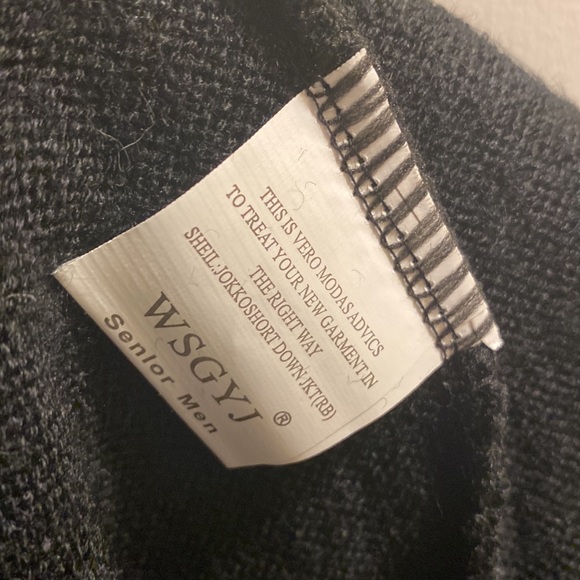 THIS IS VERO MODAS ADVICS
TO TREAT YOUR NEW GARMENT IN
THE RIGHT WAY
SHEIL:JOKKOSHORT DOWN JKT(RB)
WSGYJ ®
Senlor Men